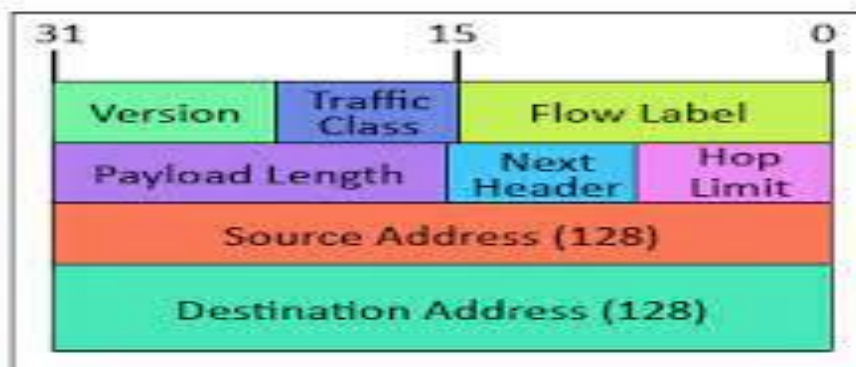 31 15 0
Version Traffic Class Flow Label
Payload Length Next Header Hop Limit
Source Address (128)
Destination Address (128)